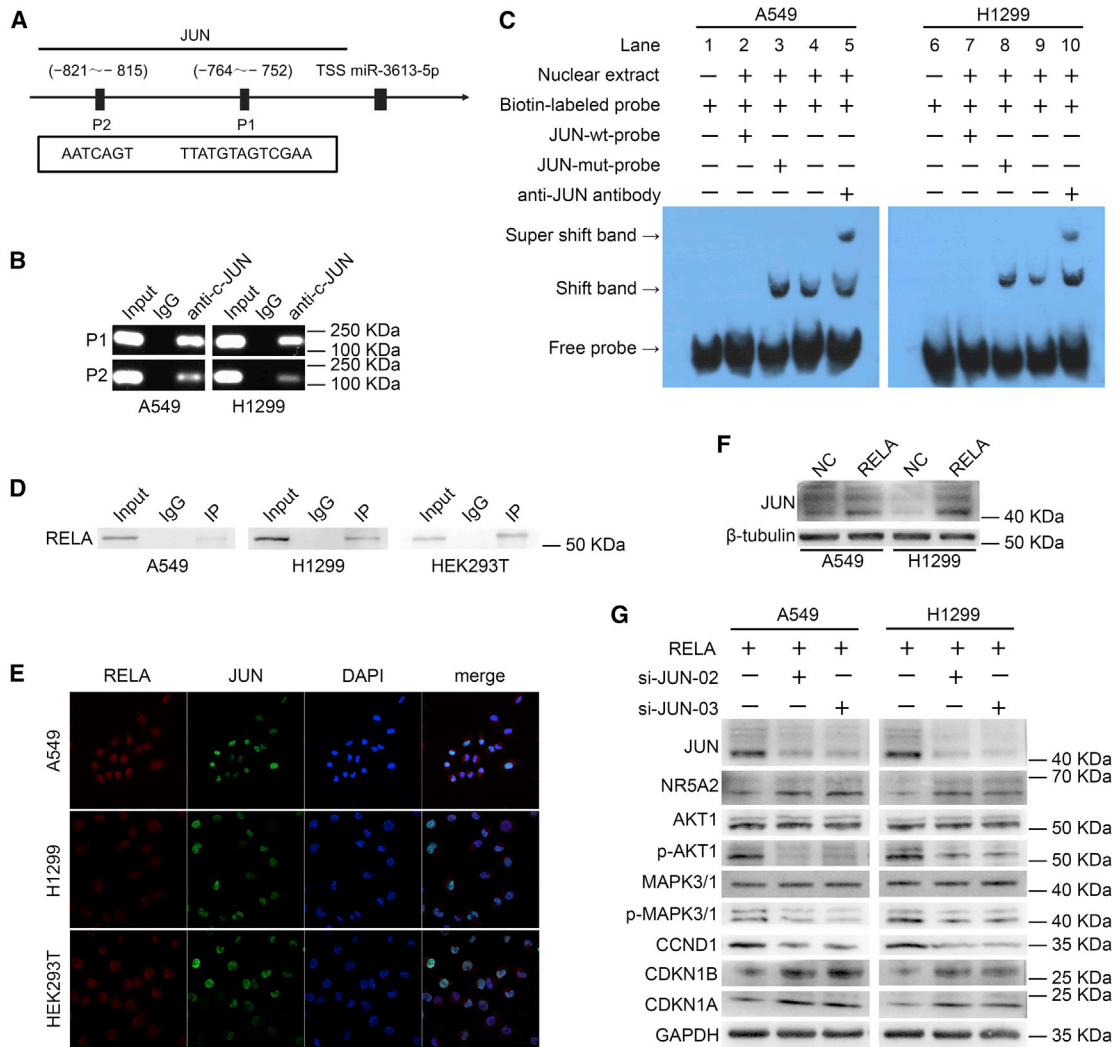 A
JUN
(−821～− 815) (−764～− 752) TSS miR-3613-5p
P2 P1
AATCAGT TTATGTAGTCGAA
B
Input IgG anti-c-JUN Input IgG anti-c-JUN
P1
250 KDa
100 KDa
P2
250 KDa
100 KDa
A549 H1299
C
A549 H1299
Lane 1 2 3 4 5 6 7 8 9 10
Nuclear extract − + + + + − + + + +
Biotin-labeled probe + + + + + + + + + +
JUN-wt-probe − + − − − − + − − −
JUN-mut-probe − − + − − − − + − −
anti-JUN antibody − − − − + − − − − +
Super shift band →
Shift band →
Free probe →
D
Input IgG IP Input IgG IP Input IgG IP
RELA
50 KDa
A549 H1299 HEK293T
E
RELA JUN DAPI merge
A549
H1299
HEK293T
F
NC RELA NC RELA
JUN
40 KDa
β-tubulin
50 KDa
A549 H1299
G
A549 H1299
RELA + + + + + +
si-JUN-02 − + − − + −
si-JUN-03 − − + − − +
JUN
40 KDa
70 KDa
NR5A2
AKT1
50 KDa
p-AKT1
50 KDa
MAPK3/1
40 KDa
p-MAPK3/1
40 KDa
CCND1
35 KDa
CDKN1B
25 KDa
25 KDa
CDKN1A
GAPDH
35 KDa